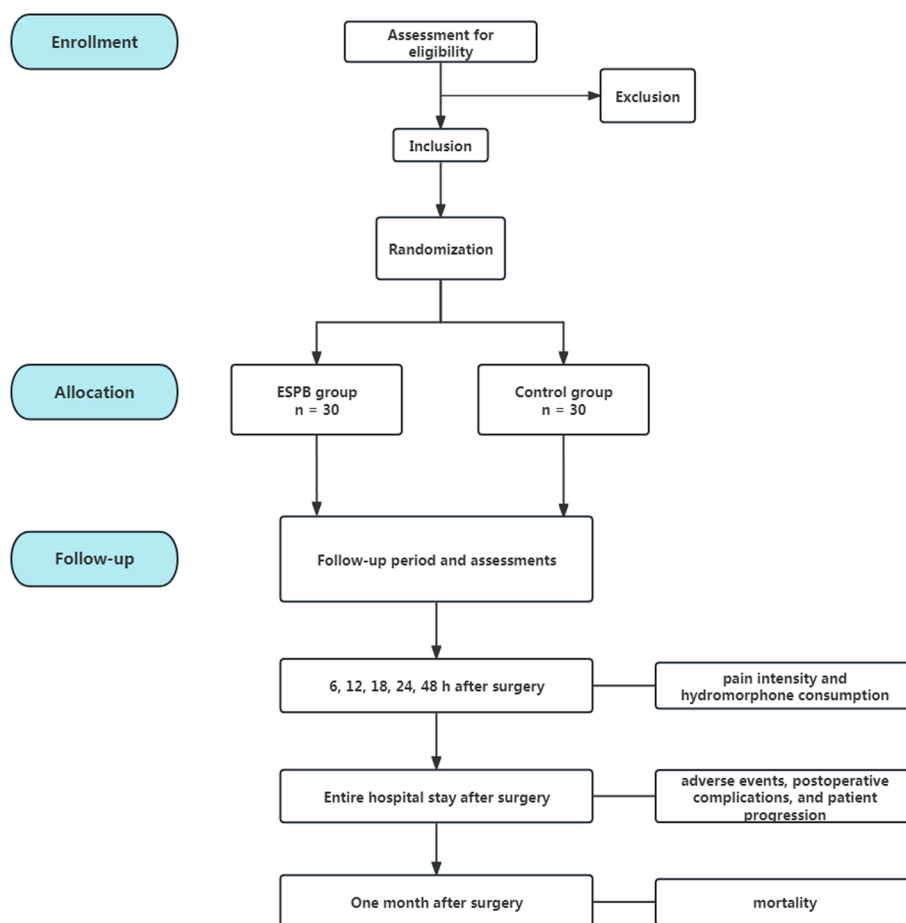 Enrollment
Assessment for
eligibility
Exclusion
Inclusion
Randomization
Allocation
ESPB group
n = 30
Control group
n = 30
Follow-up
Follow-up period and assessments
6, 12, 18, 24, 48 h after surgery
pain intensity and
hydromorphone consumption
Entire hospital stay after surgery
adverse events, postoperative
complications, and patient
progression
One month after surgery
mortality